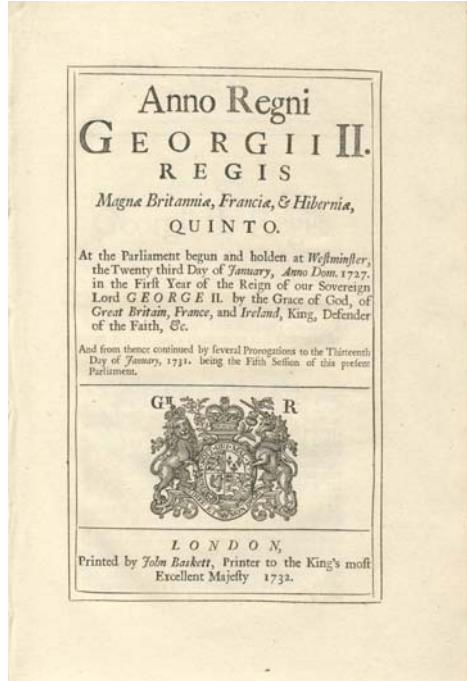 Anno Regni
GEORGII II.
REGIS
Magnæ Britanniæ, Franciæ, & Hiberniæ,
QUINTO.
At the Parliament begun and holden at Weſtminſter,
the Twenty third Day of January, Anno Dom. 1727.
in the Firſt Year of the Reign of our Sovereign
Lord GEORGE II. by the Grace of God, of
Great Britain, France, and Ireland, King, Defender
of the Faith, &c.
And from thence continued by ſeveral Prorogations to the Thirteenth
Day of January, 1731. being the Fifth Seſſion of this preſent
Parliament.
G II R
LONDON,
Printed by John Baskett, Printer to the King's moſt
Excellent Majeſty 1732.